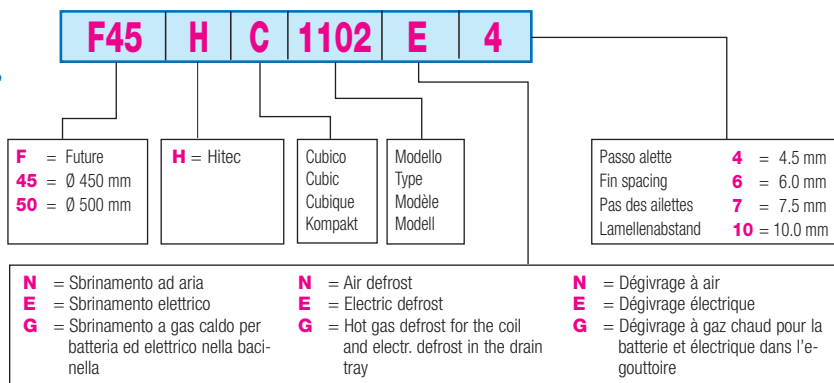 F45 H C 1102 E 4
F = Future
45 = Ø 450 mm
50 = Ø 500 mm
H = Hitec
Cubico
Cubic
Cubique
Kompakt
Modello
Type
Modèle
Modell
Passo alette 4 = 4.5 mm
Fin spacing 6 = 6.0 mm
Pas des ailettes 7 = 7.5 mm
Lamellenabstand 10 = 10.0 mm
N = Sbrinamento ad aria
E = Sbrinamento elettrico
G = Sbrinamento a gas caldo per
batteria ed elettrico nella baci-
nella
N = Air defrost
E = Electric defrost
G = Hot gas defrost for the coil
and electr. defrost in the drain
tray
N = Dégivrage à air
E = Dégivrage électrique
G = Dégivrage à gaz chaud pour la
batterie et électrique dans l'e-
gouttoire